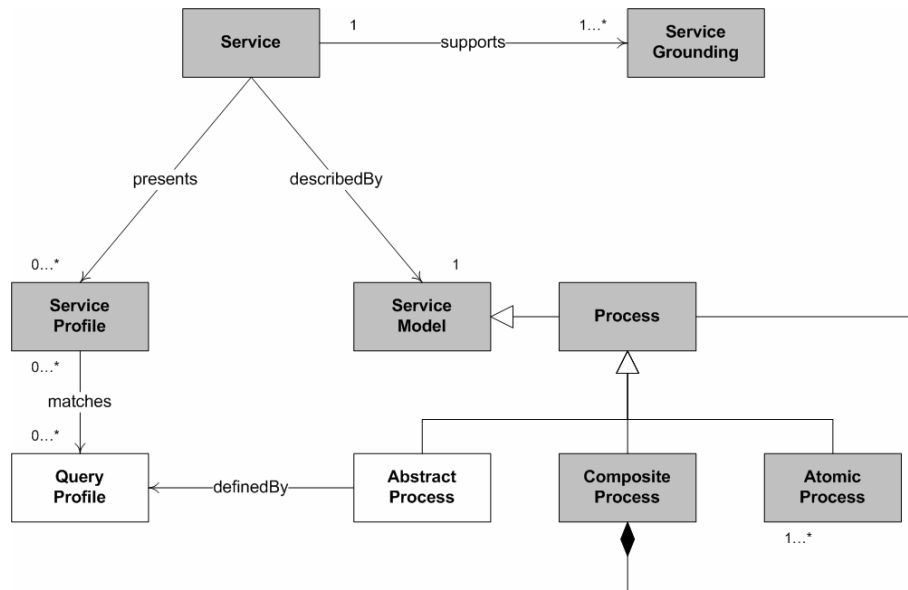 Service
1
supports
1...*
Service
Grounding
presents
describedBy
0...*
1
Service
Profile
Service
Model
Process
0...*
matches
0...*
Query
Profile
definedBy
Abstract
Process
Composite
Process
Atomic
Process
1...*